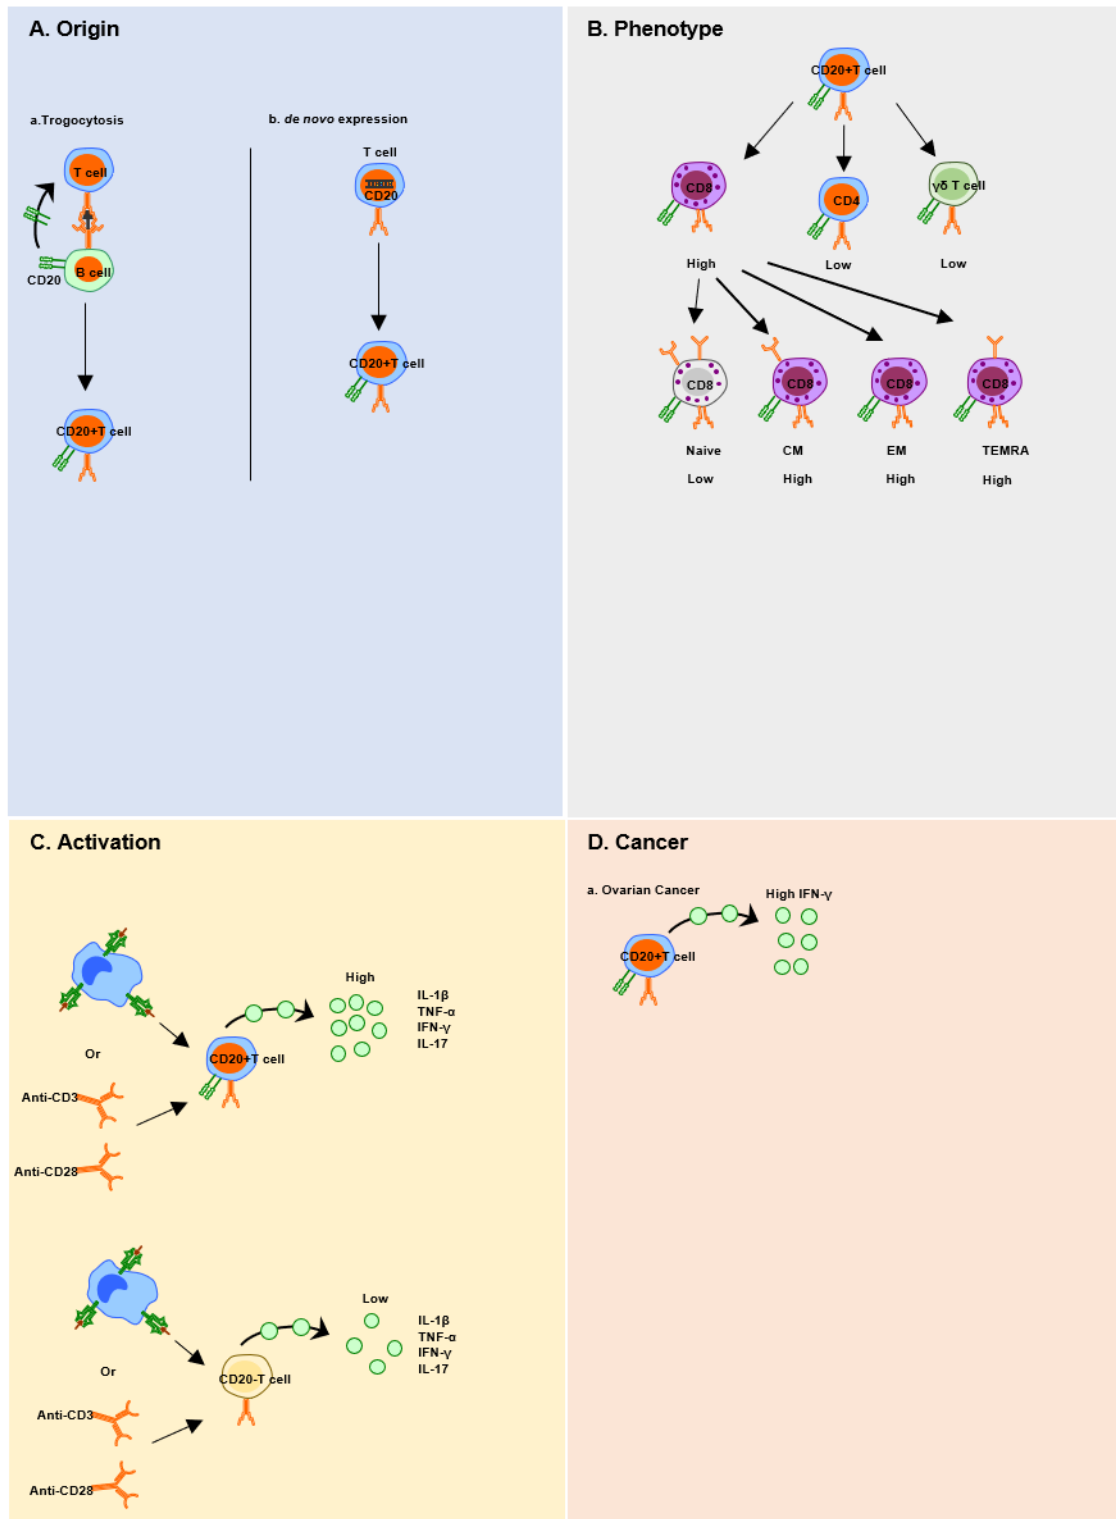 A. Origin
a.Trogocytosis
T cell
B cell
CD20
CD20+T cell
b. de novo expression
T cell
CD20
CD20+T cell
B. Phenotype
CD20+T cell
CD8
CD4
γδ T cell
High
Low
Low
CD8
CD8
CD8
CD8
Naive
CM
EM
TEMRA
Low
High
High
High
C. Activation
Or
Anti-CD3
Anti-CD28
CD20+T cell
High
IL-1β
TNF-α
IFN-γ
IL-17
Or
Anti-CD3
Anti-CD28
CD20-T cell
Low
IL-1β
TNF-α
IFN-γ
IL-17
D. Cancer
a. Ovarian Cancer
High IFN-γ
CD20+T cell